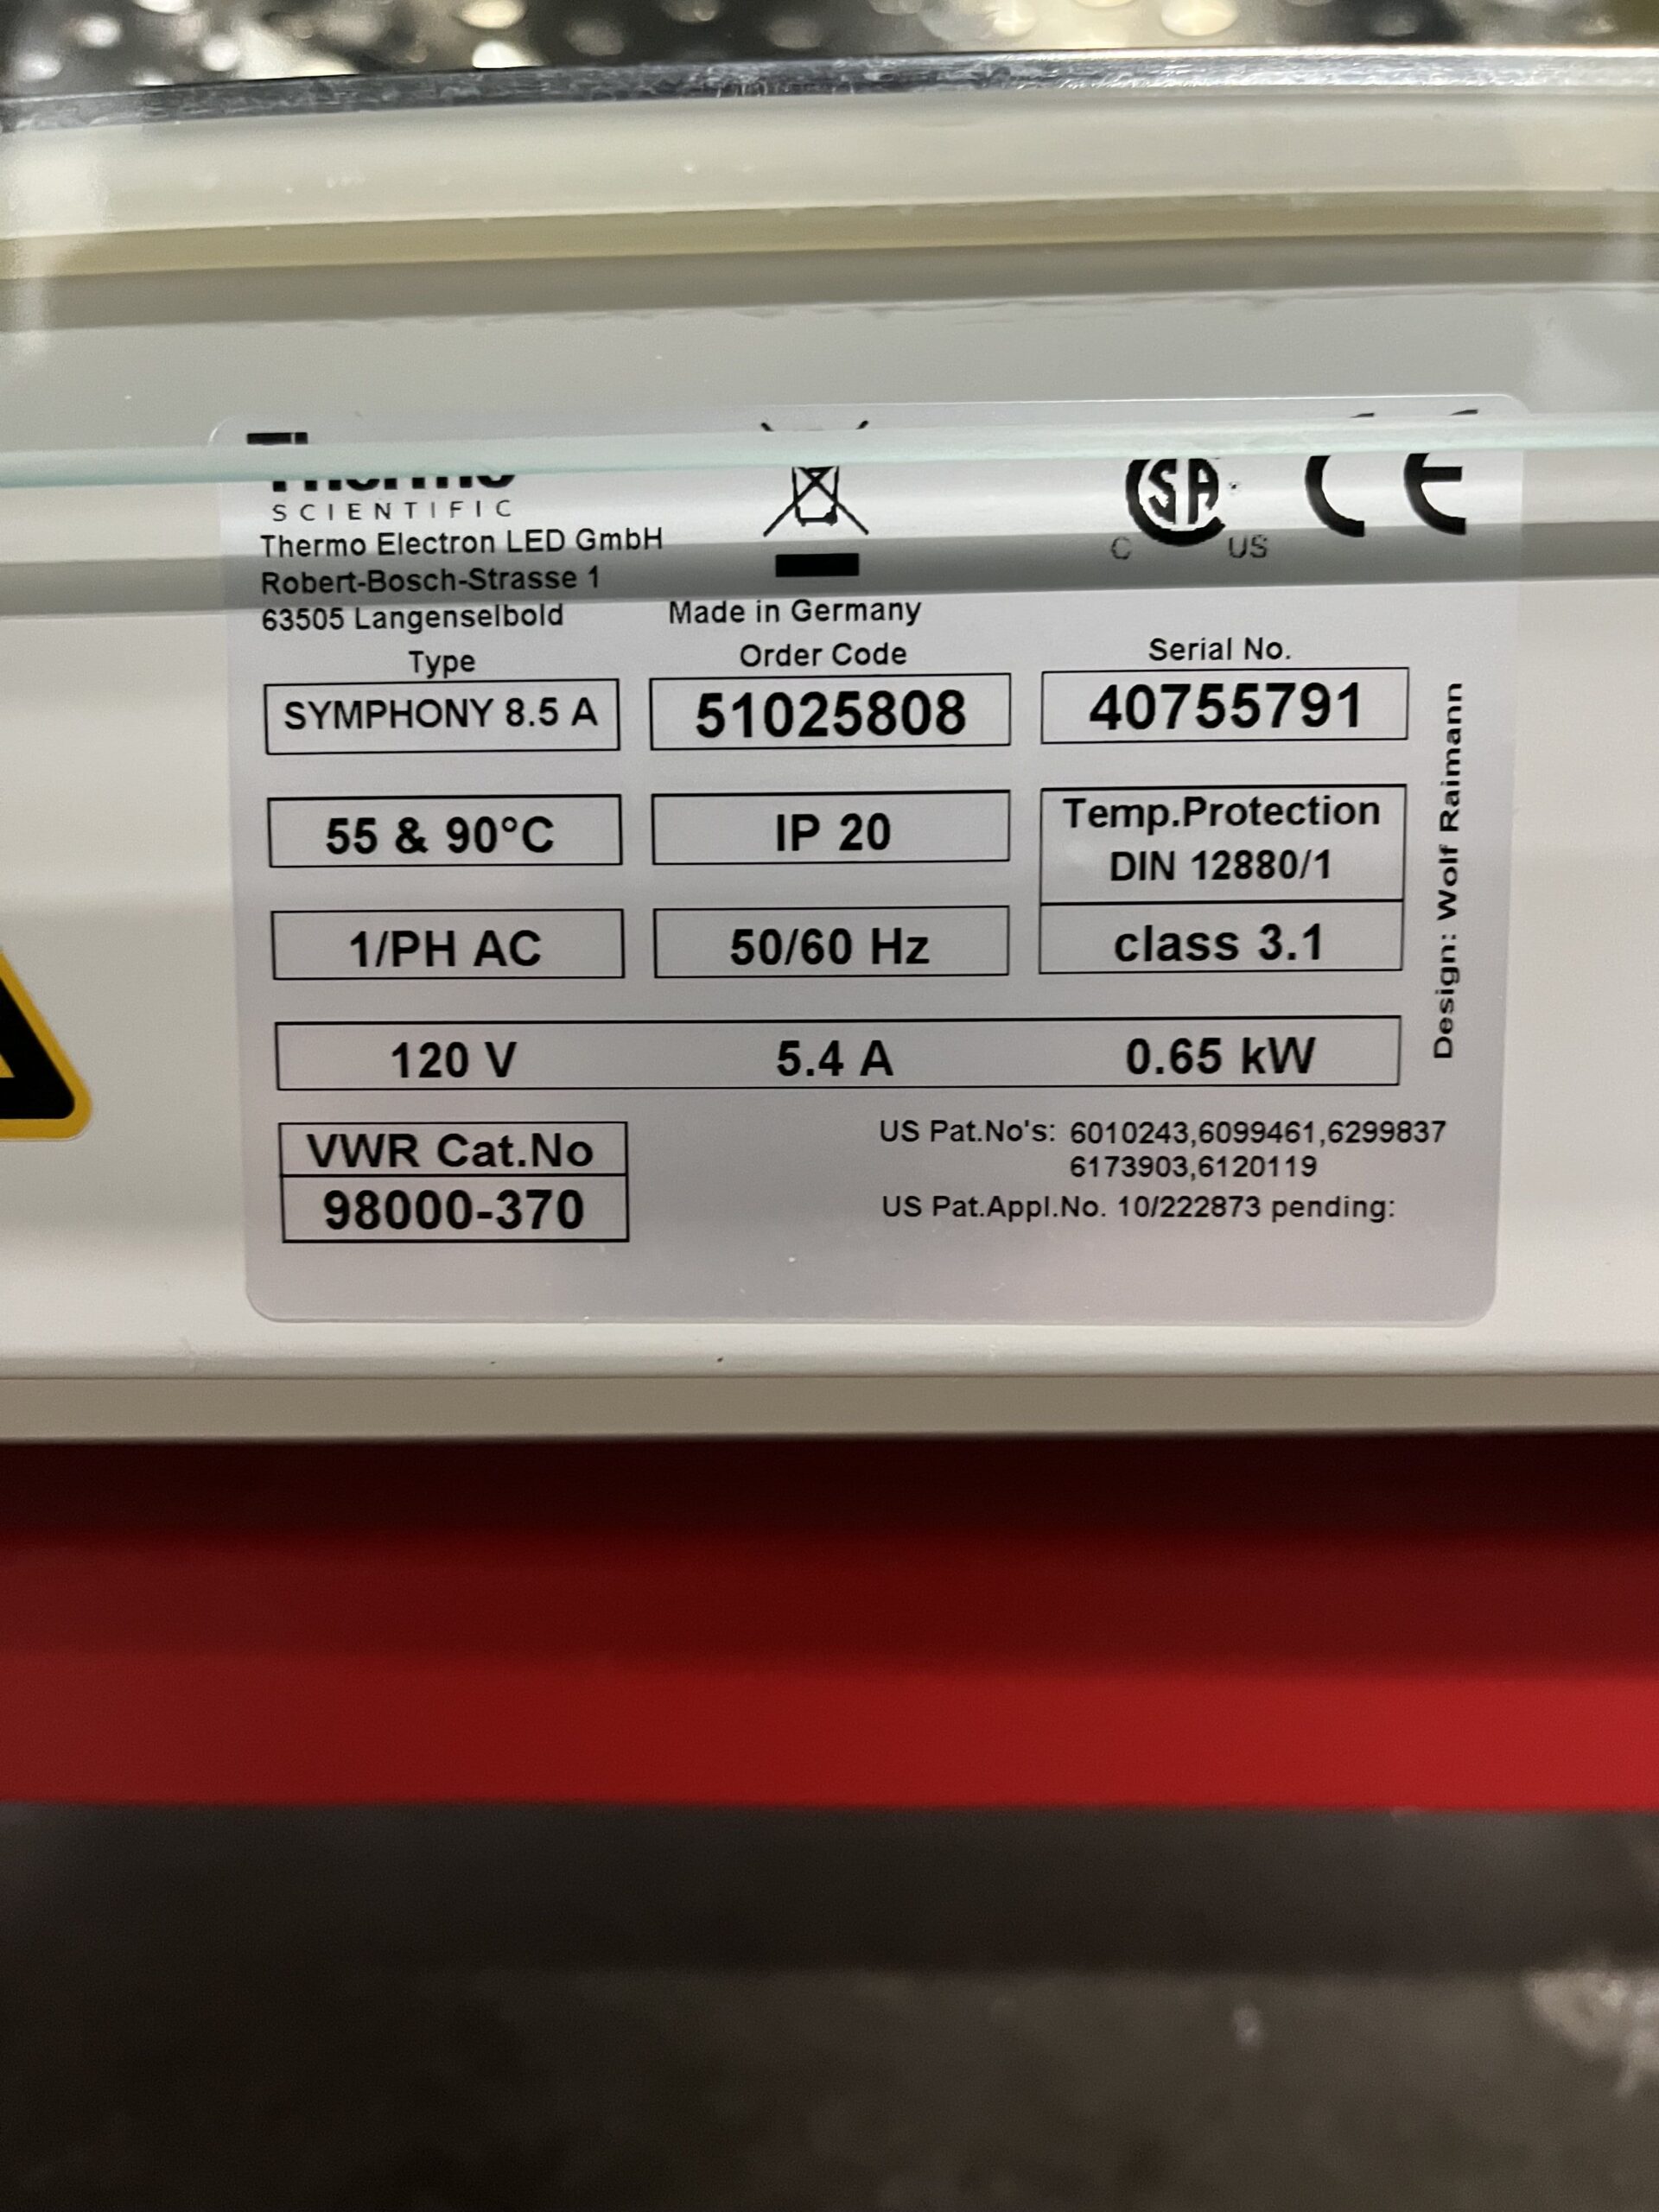 Thermo
SCIENTIFIC
Thermo Electron LED GmbH
Robert-Bosch-Strasse 1
63505 Langenselbold
Made in Germany
CSA
C US
CE
Type
SYMPHONY 8.5 A
Order Code
51025808
Serial No.
40755791
55 & 90°C
IP 20
Temp.Protection
DIN 12880/1
class 3.1
1/PH AC
50/60 Hz
120 V 5.4 A 0.65 kW
Design: Wolf Raimann
VWR Cat.No
98000-370
US Pat.No's: 6010243,6099461,6299837
6173903,6120119
US Pat.Appl.No. 10/222873 pending: